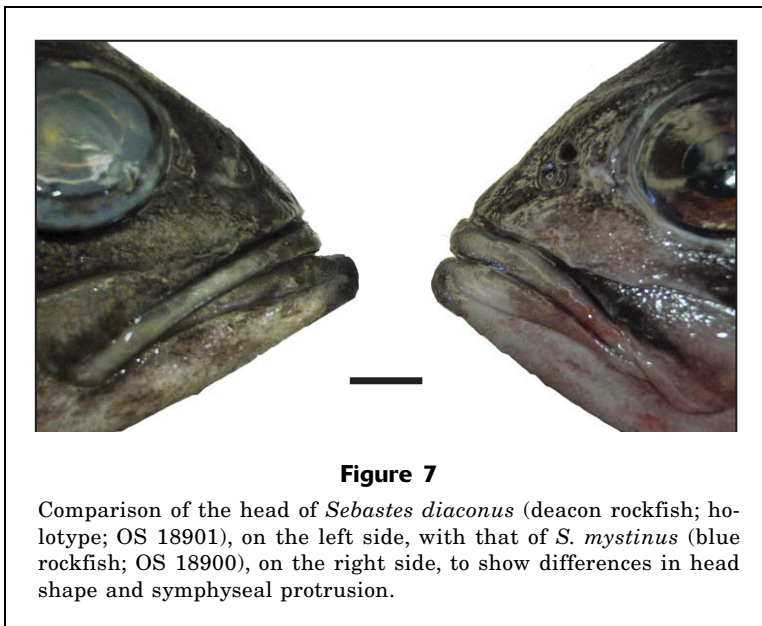 Figure 7
Comparison of the head of Sebastes diaconus (deacon rockfish; ho-
lotype; OS 18901), on the left side, with that of S. mystinus (blue
rockfish; OS 18900), on the right side, to show differences in head
shape and symphyseal protrusion.